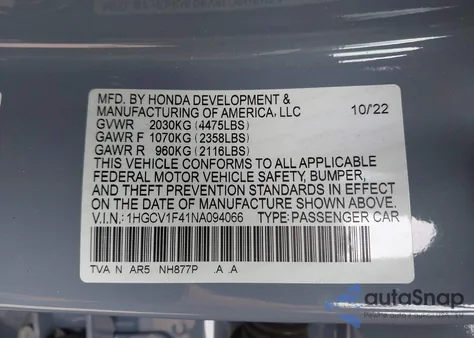 MFD. BY HONDA DEVELOPMENT &
MANUFACTURING OF AMERICA, LLC 10/'22
GVWR 2030KG (4475LBS)
GAWR F 1070KG (2358LBS)
GAWR R 960KG (2116LBS)
THIS VEHICLE CONFORMS TO ALL APPLICABLE
FEDERAL MOTOR VEHICLE SAFETY, BUMPER,
AND THEFT PREVENTION STANDARDS IN EFFECT
ON THE DATE OF MANUFACTURE SHOWN ABOVE.
V.I.N.: 1HGCV1F41NA094066 TYPE: PASSENGER CAR
TVA N AR5 NH877P .A .A
autoSnap